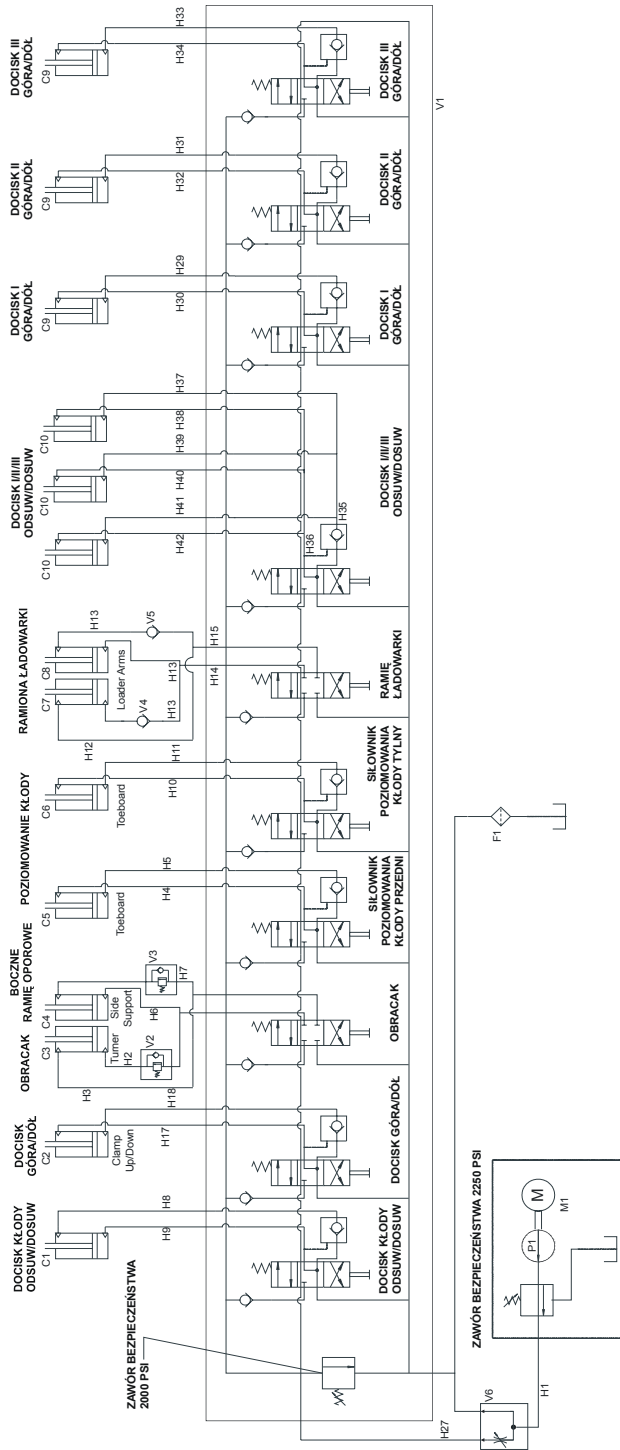 DOCISK KŁODY
ODSUW/DOSUW
C1
H9
H8
DOCISK
GÓRA/DÓŁ
C2
Clamp
Up/Down
H17
OBRACAK
C3
Turner
H3
H2
V2
H18
BOCZNE
RAMIĘ OPOROWE
C4
Side
Support
H6
V3
H7
POZIOMOWANIE KŁODY
C5
Toeboard
H4
H5
C6
Toeboard
H10
RAMIONA ŁADOWARKI
C7
C8
Loader Arms
H12
H11
V4
H13
H13
H13
V5
H14
H15
DOCISK I/II/III
ODSUW/DOSUW
C10
C10
C10
H42
H41
H40
H39
H38
H37
H36
H35
DOCISK I
GÓRA/DÓŁ
C9
H30
H29
DOCISK II
GÓRA/DÓŁ
C9
H32
H31
DOCISK III
GÓRA/DÓŁ
C9
H34
H33
ZAWÓR BEZPIECZEŃSTWA
2000 PSI
DOCISK KŁODY
ODSUW/DOSUW
DOCISK GÓRA/DÓŁ
OBRACAK
SIŁOWNIK
POZIOMOWANIA
KŁODY PRZEDNI
SIŁOWNIK
POZIOMOWANIA
KŁODY TYLNY
RAMIĘ
ŁADOWARKI
DOCISK I/II/III
ODSUW/DOSUW
DOCISK I
GÓRA/DÓŁ
DOCISK II
GÓRA/DÓŁ
DOCISK III
GÓRA/DÓŁ
V1
H27
V6
H1
ZAWÓR BEZPIECZEŃSTWA 2250 PSI
P1
M
M1
F1